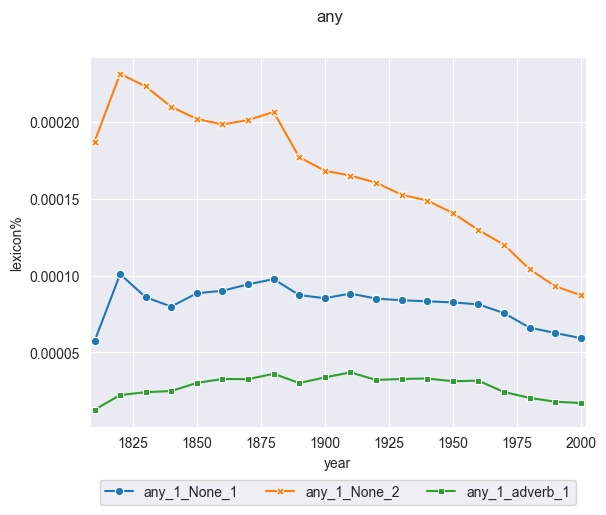 any
0.00020
0.00015
0.00010
0.00005
lexicon%
1825 1850 1875 1900 1925 1950 1975 2000
year
any_1_None_1 any_1_None_2 any_1_adverb_1